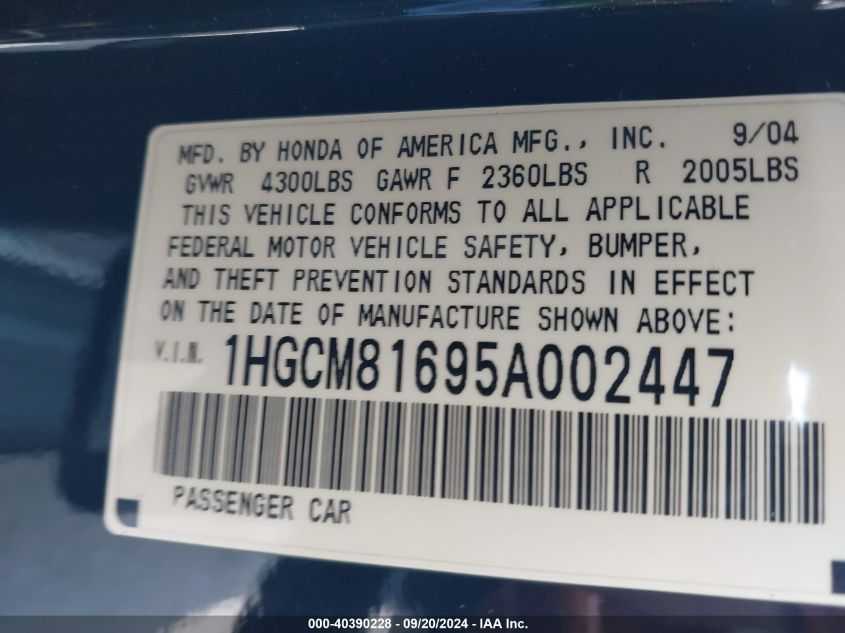 MFD. BY HONDA OF AMERICA MFG., INC. 9/04
GVWR 4300LBS GAWR F 2360LBS R 2005LBS
THIS VEHICLE CONFORMS TO ALL APPLICABLE
FEDERAL MOTOR VEHICLE SAFETY, BUMPER,
AND THEFT PREVENTION STANDARDS IN EFFECT
ON THE DATE OF MANUFACTURE SHOWN ABOVE:
V.I.N. 1HGCM81695A002447
PASSENGER CAR
000-40390228 - 09/20/2024 - IAA Inc.